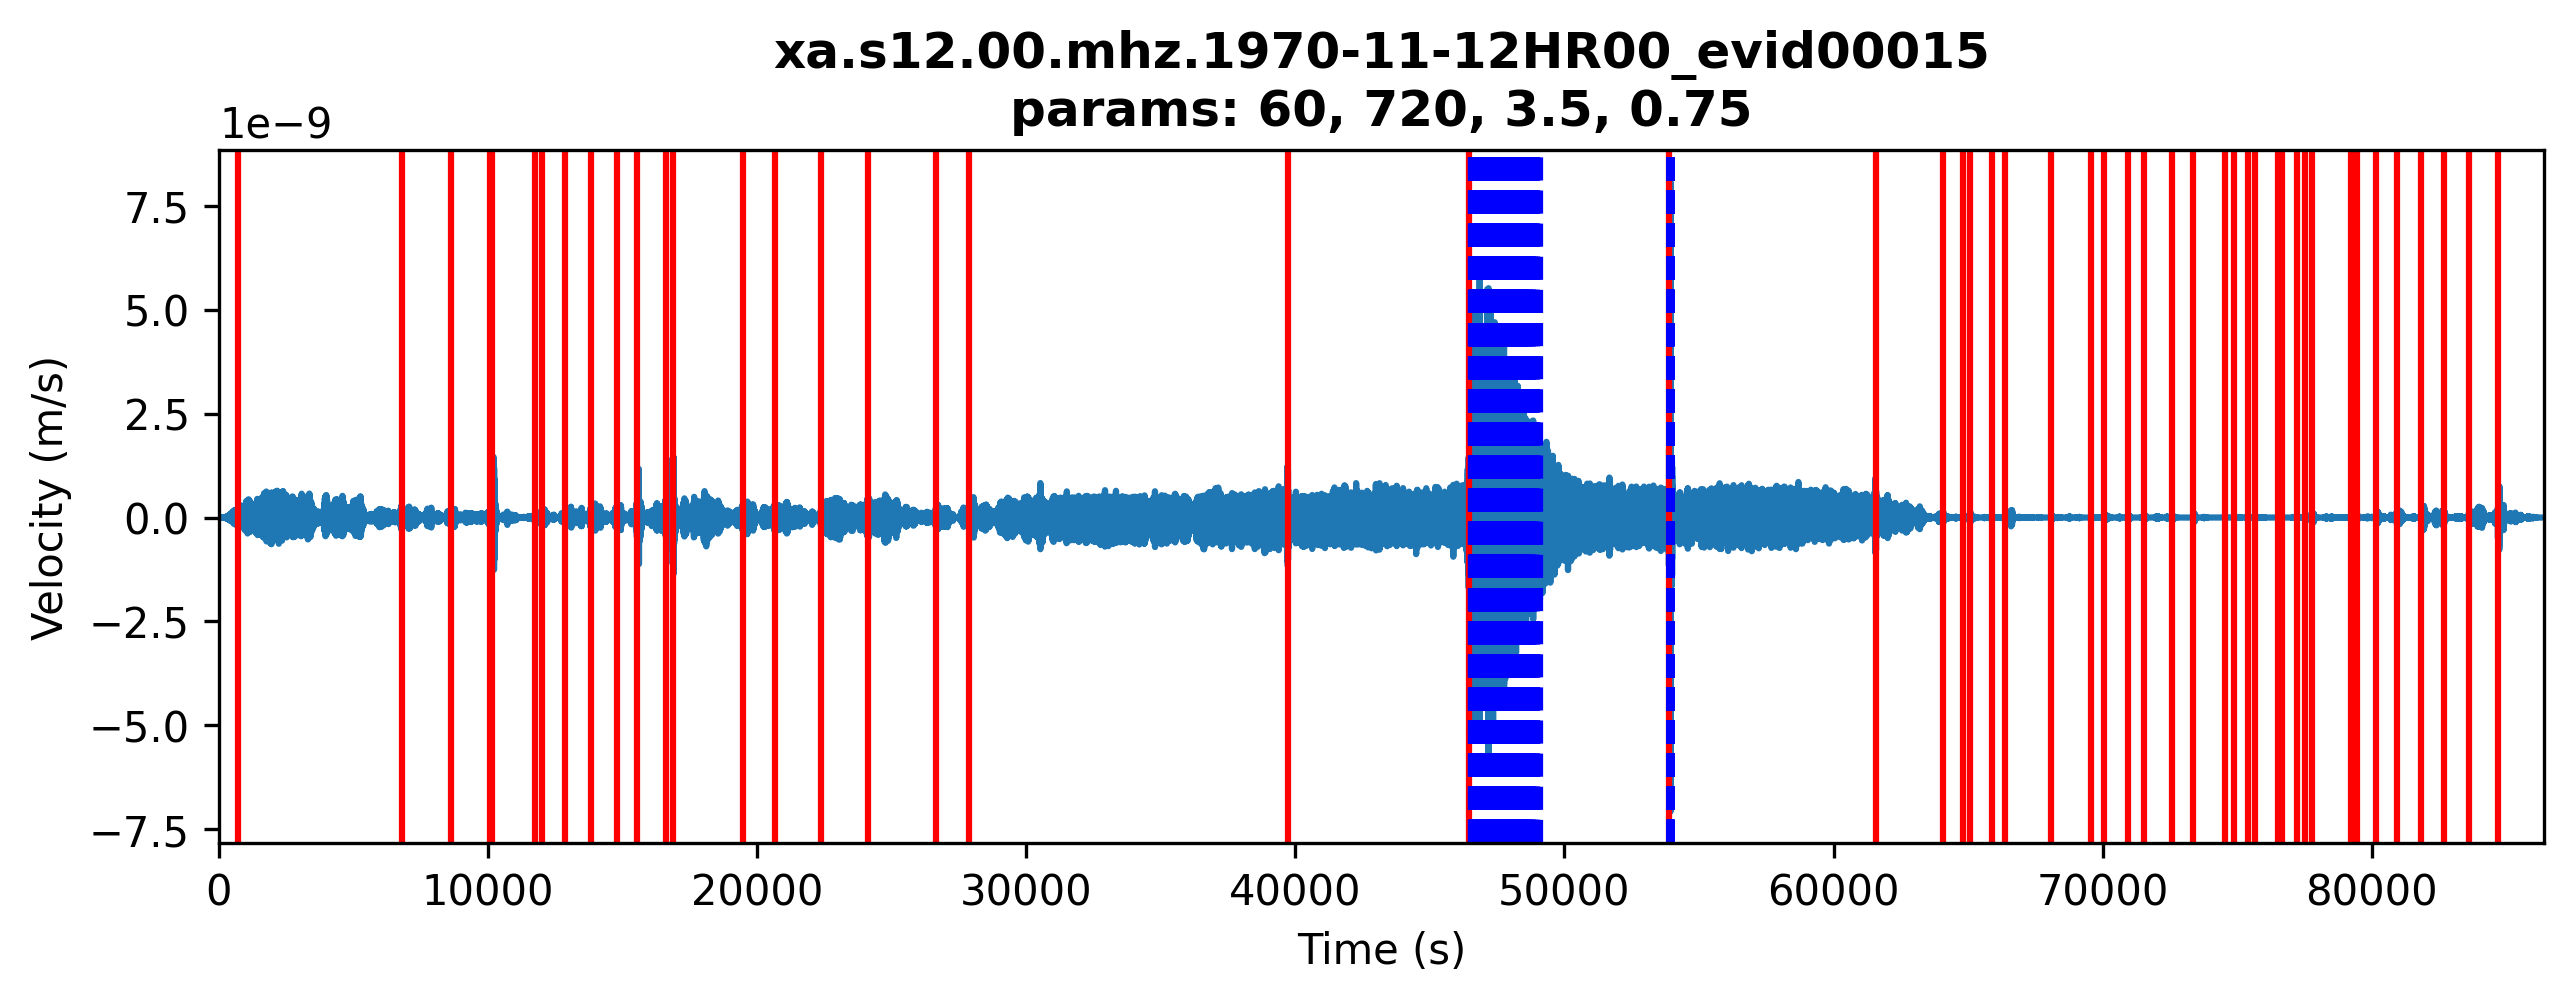 xa.s12.00.mhz.1970-11-12HR00_evid00015
params: 60, 720, 3.5, 0.75
1e−9
7.5
5.0
2.5
0.0
−2.5
−5.0
−7.5
Velocity (m/s)
0 10000 20000 30000 40000 50000 60000 70000 80000
Time (s)